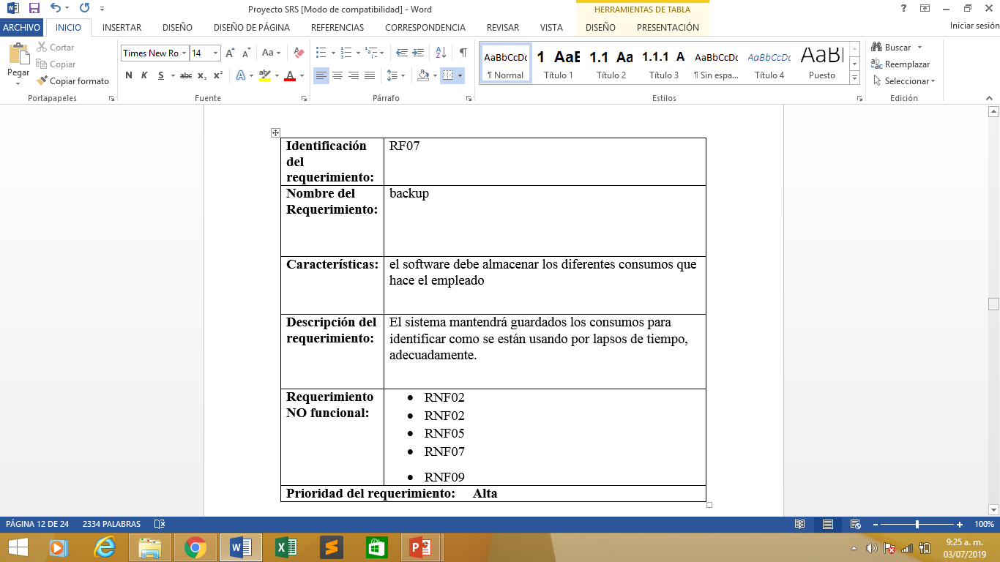 Proyecto SRS [Modo de compatibilidad] - Word
HERRAMIENTAS DE TABLA
?
ARCHIVO
INICIO
INSERTAR
DISEÑO
DISEÑO DE PÁGINA
REFERENCIAS
CORRESPONDENCIA
REVISAR
VISTA
DISEÑO
PRESENTACIÓN
Iniciar sesión
Pegar
Cortar
Copiar
Copiar formato
Portapapeles
Times New Ro
14
Aa
N K S abc x₂ x²
Fuente
Párrafo
AaBbCcDc
¶ Normal
1 AaE
Título 1
1.1 Aa
Título 2
1.1.1 A
Título 3
AaBbCcDc
¶ Sin espa...
AaBbCcDc
Título 4
AaBl
Puesto
Estilos
Buscar
Reemplazar
Seleccionar
Edición
Identificación
del
requerimiento:
RF07
Nombre del
Requerimiento:
backup
Características:
el software debe almacenar los diferentes consumos que
hace el empleado
Descripción del
requerimiento:
El sistema mantendrá guardados los consumos para
identificar como se están usando por lapsos de tiempo,
adecuadamente.
Requerimiento
NO funcional:
• RNF02
• RNF02
• RNF05
• RNF07
• RNF09
Prioridad del requerimiento: Alta
PÁGINA 12 DE 24
2334 PALABRAS
100%
9:25 a. m.
03/07/2019